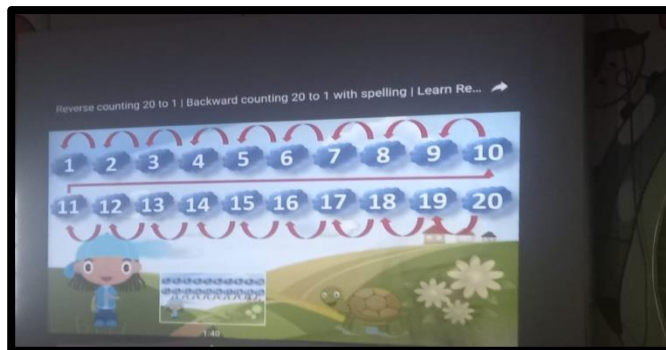 Reverse counting 20 to 1 | Backward counting 20 to 1 with spelling | Learn Re...
1 2 3 4 5 6 7 8 9 10
11 12 13 14 15 16 17 18 19 20
1:40